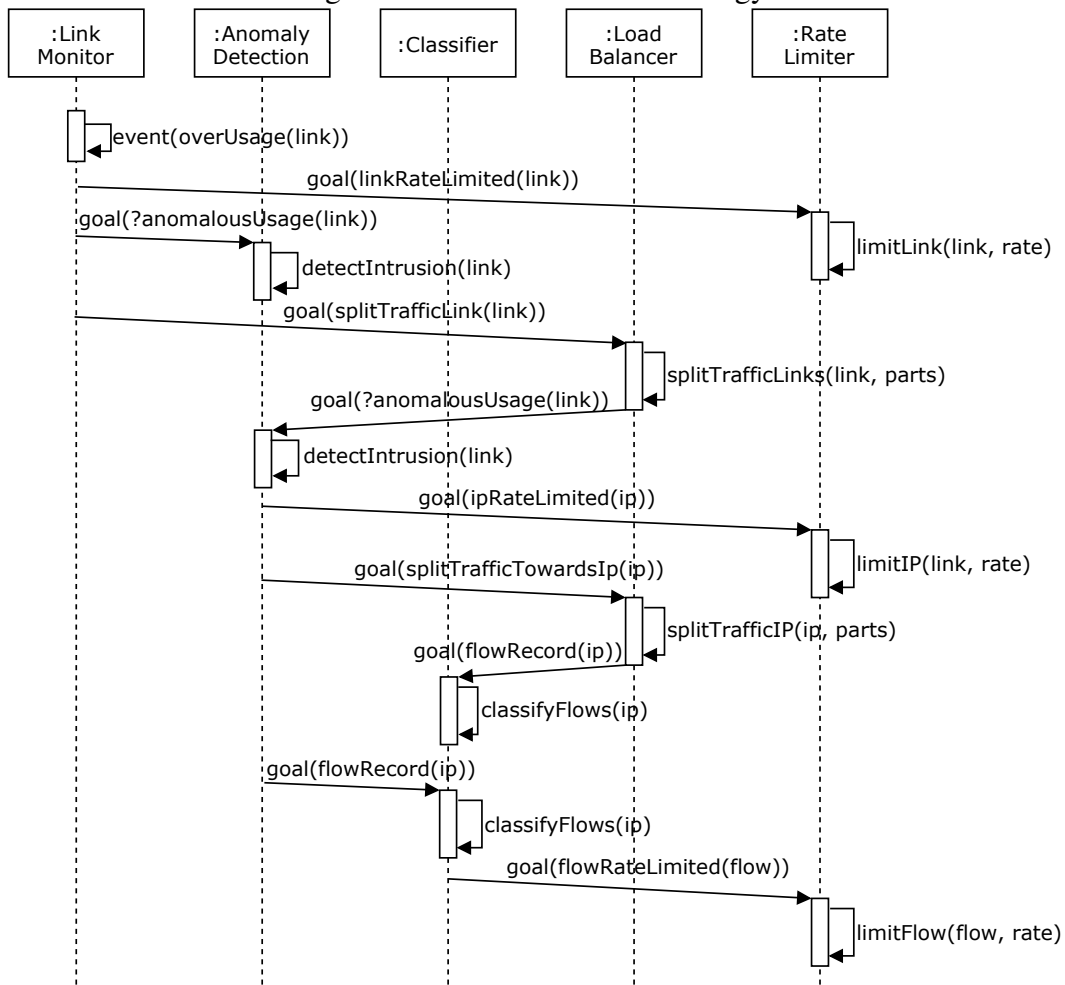 :Link
Monitor
:Anomaly
Detection
:Classifier
:Load
Balancer
:Rate
Limiter
event(overUsage(link))
goal(linkRateLimited(link))
goal(?anomalousUsage(link))
limitLink(link, rate)
detectIntrusion(link)
goal(splitTrafficLink(link))
splitTrafficLinks(link, parts)
goal(?anomalousUsage(link))
detectIntrusion(link)
goal(ipRateLimited(ip))
limitIP(link, rate)
goal(splitTrafficTowardsIp(ip))
splitTrafficIP(ip, parts)
goal(flowRecord(ip))
classifyFlows(ip)
goal(flowRecord(ip))
classifyFlows(ip)
goal(flowRateLimited(flow))
limitFlow(flow, rate)